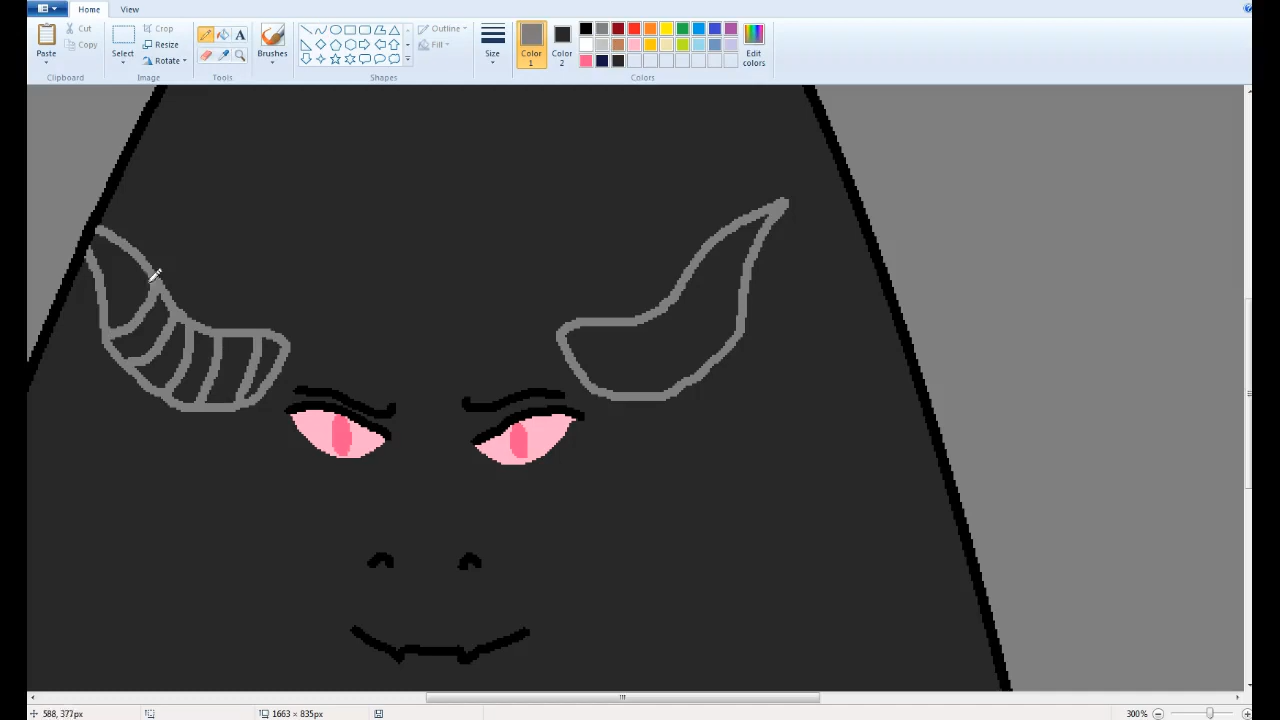 Home View
Cut
Copy
Paste
Clipboard
Select
Crop
Resize
Rotate
Image
A
Tools
Brushes
Outline
Fill
Shapes
Size
Color 1
Color 2
Edit colors
Colors
588, 377px
1663 × 835px
300%